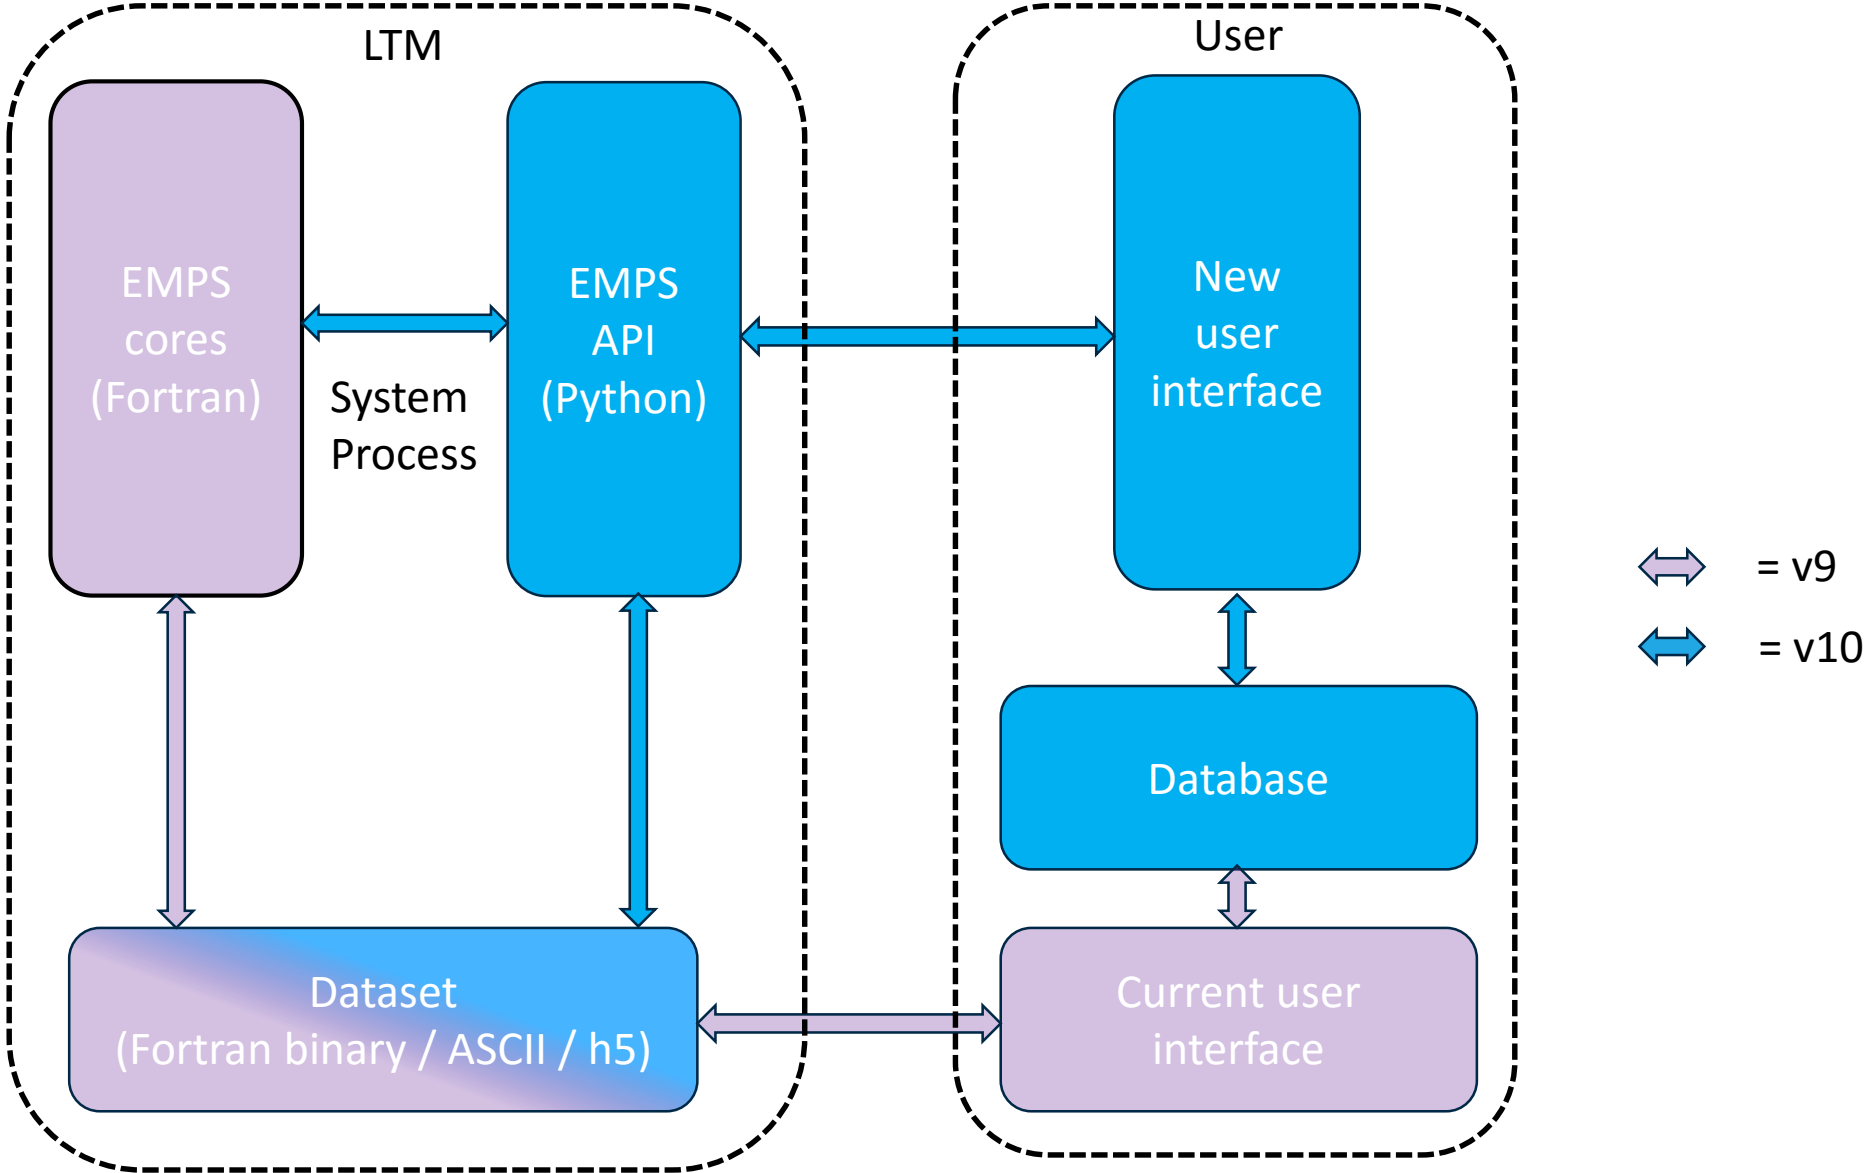 LTM
User
EMPS
cores
(Fortran)
System
Process
EMPS
API
(Python)
New
user
interface
= v9
= v10
Database
Dataset
(Fortran binary / ASCII / h5)
Current user
interface